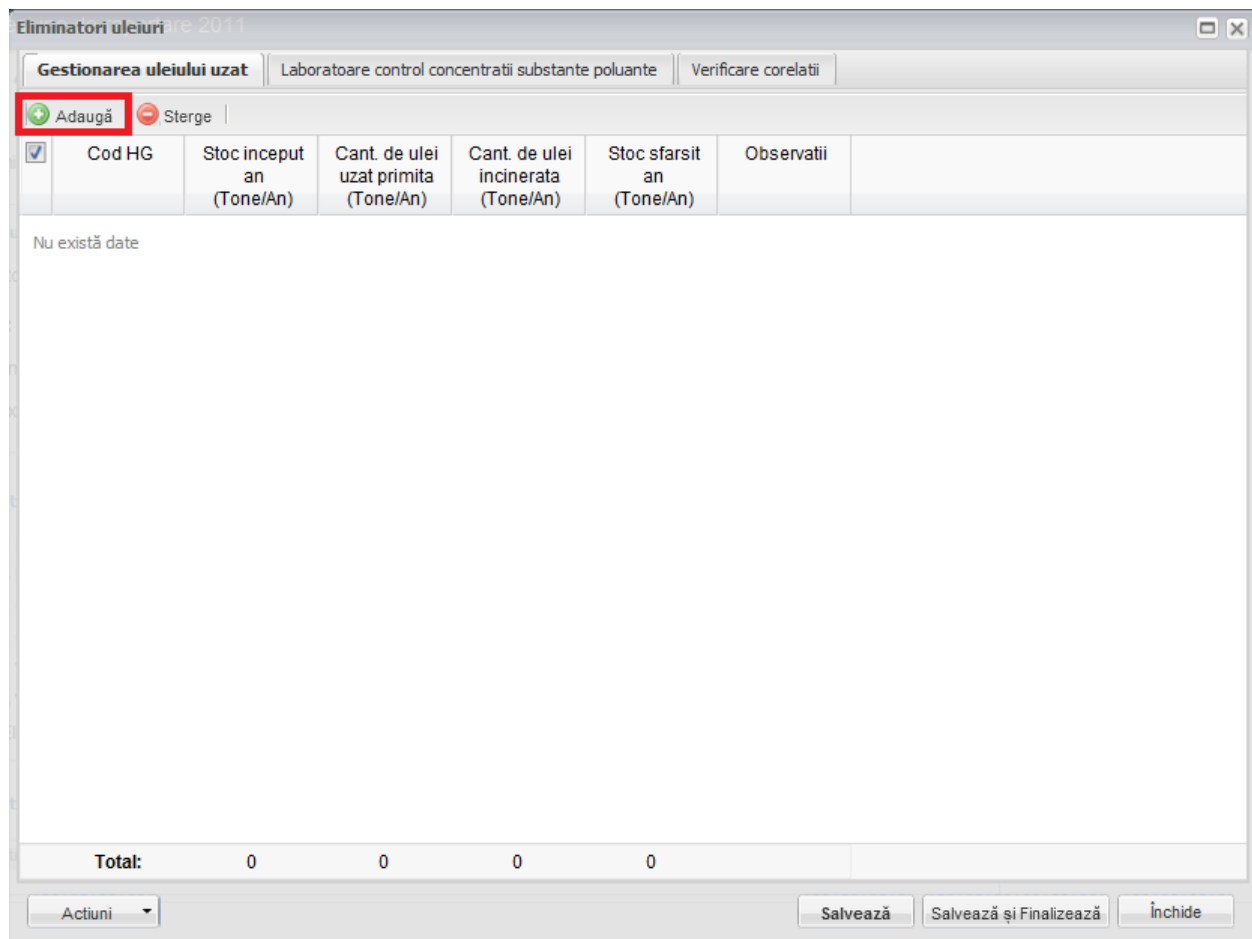 Eliminatori uleiuri
Gestionarea uleiului uzat Laboratoare control concentratii substante poluante Verificare corelatii
Adaugă Sterge
Cod HG Stoc inceput an (Tone/An) Cant. de ulei uzat primita (Tone/An) Cant. de ulei incinerata (Tone/An) Stoc sfarsit an (Tone/An) Observatii
Nu există date
Total: 0 0 0 0
Actiuni Salvează Salvează și Finalizează Închide